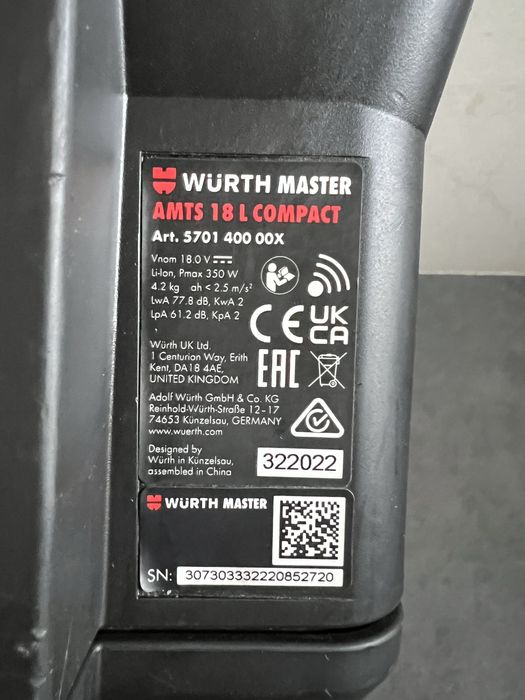 WÜRTH MASTER
AMTS 18 L COMPACT
Art. 5701 400 00X
Vnom 18.0 V
Li-Ion, Pmax 350 W
4.2 kg ah < 2.5 m/s²
LwA 77.8 dB, KwA 2
LpA 61.2 dB, KpA 2
CE UK CA
Würth UK Ltd.
1 Centurion Way, Erith
Kent, DA18 4AE,
UNITED KINGDOM
EAC
Adolf Würth GmbH & Co. KG
Reinhold-Würth-Straße 12-17
74653 Künzelsau, GERMANY
www.wuerth.com
Designed by
Würth in Künzelsau,
assembled in China
322022
WÜRTH MASTER
SN: 307303332220852720